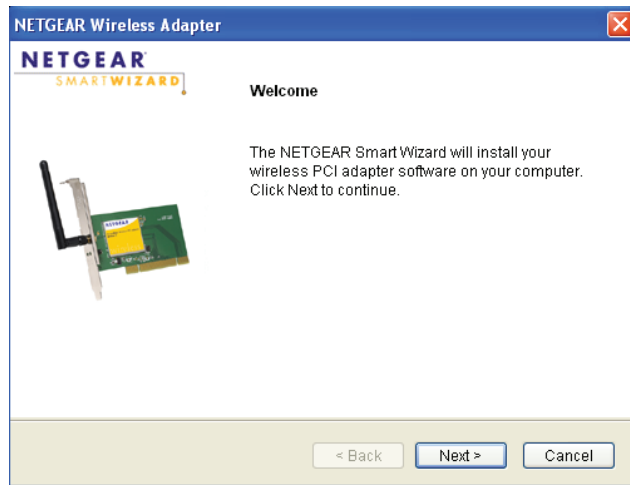 NETGEAR Wireless Adapter
NETGEAR
SMARTWIZARD
Welcome
The NETGEAR Smart Wizard will install your
wireless PCI adapter software on your computer.
Click Next to continue.
NETGEAR
< Back
Next >
Cancel